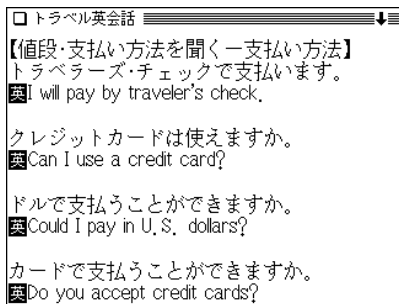 トラベル英会話
【値段・支払い方法を聞くー支払い方法】
トラベラーズ・チェックで支払います。
英I will pay by traveler's check.
クレジットカードは使えますか。
英Can I use a credit card?
ドルで支払うことができますか。
英Could I pay in U.S. dollars?
カードで支払うことができますか。
英Do you accept credit cards?